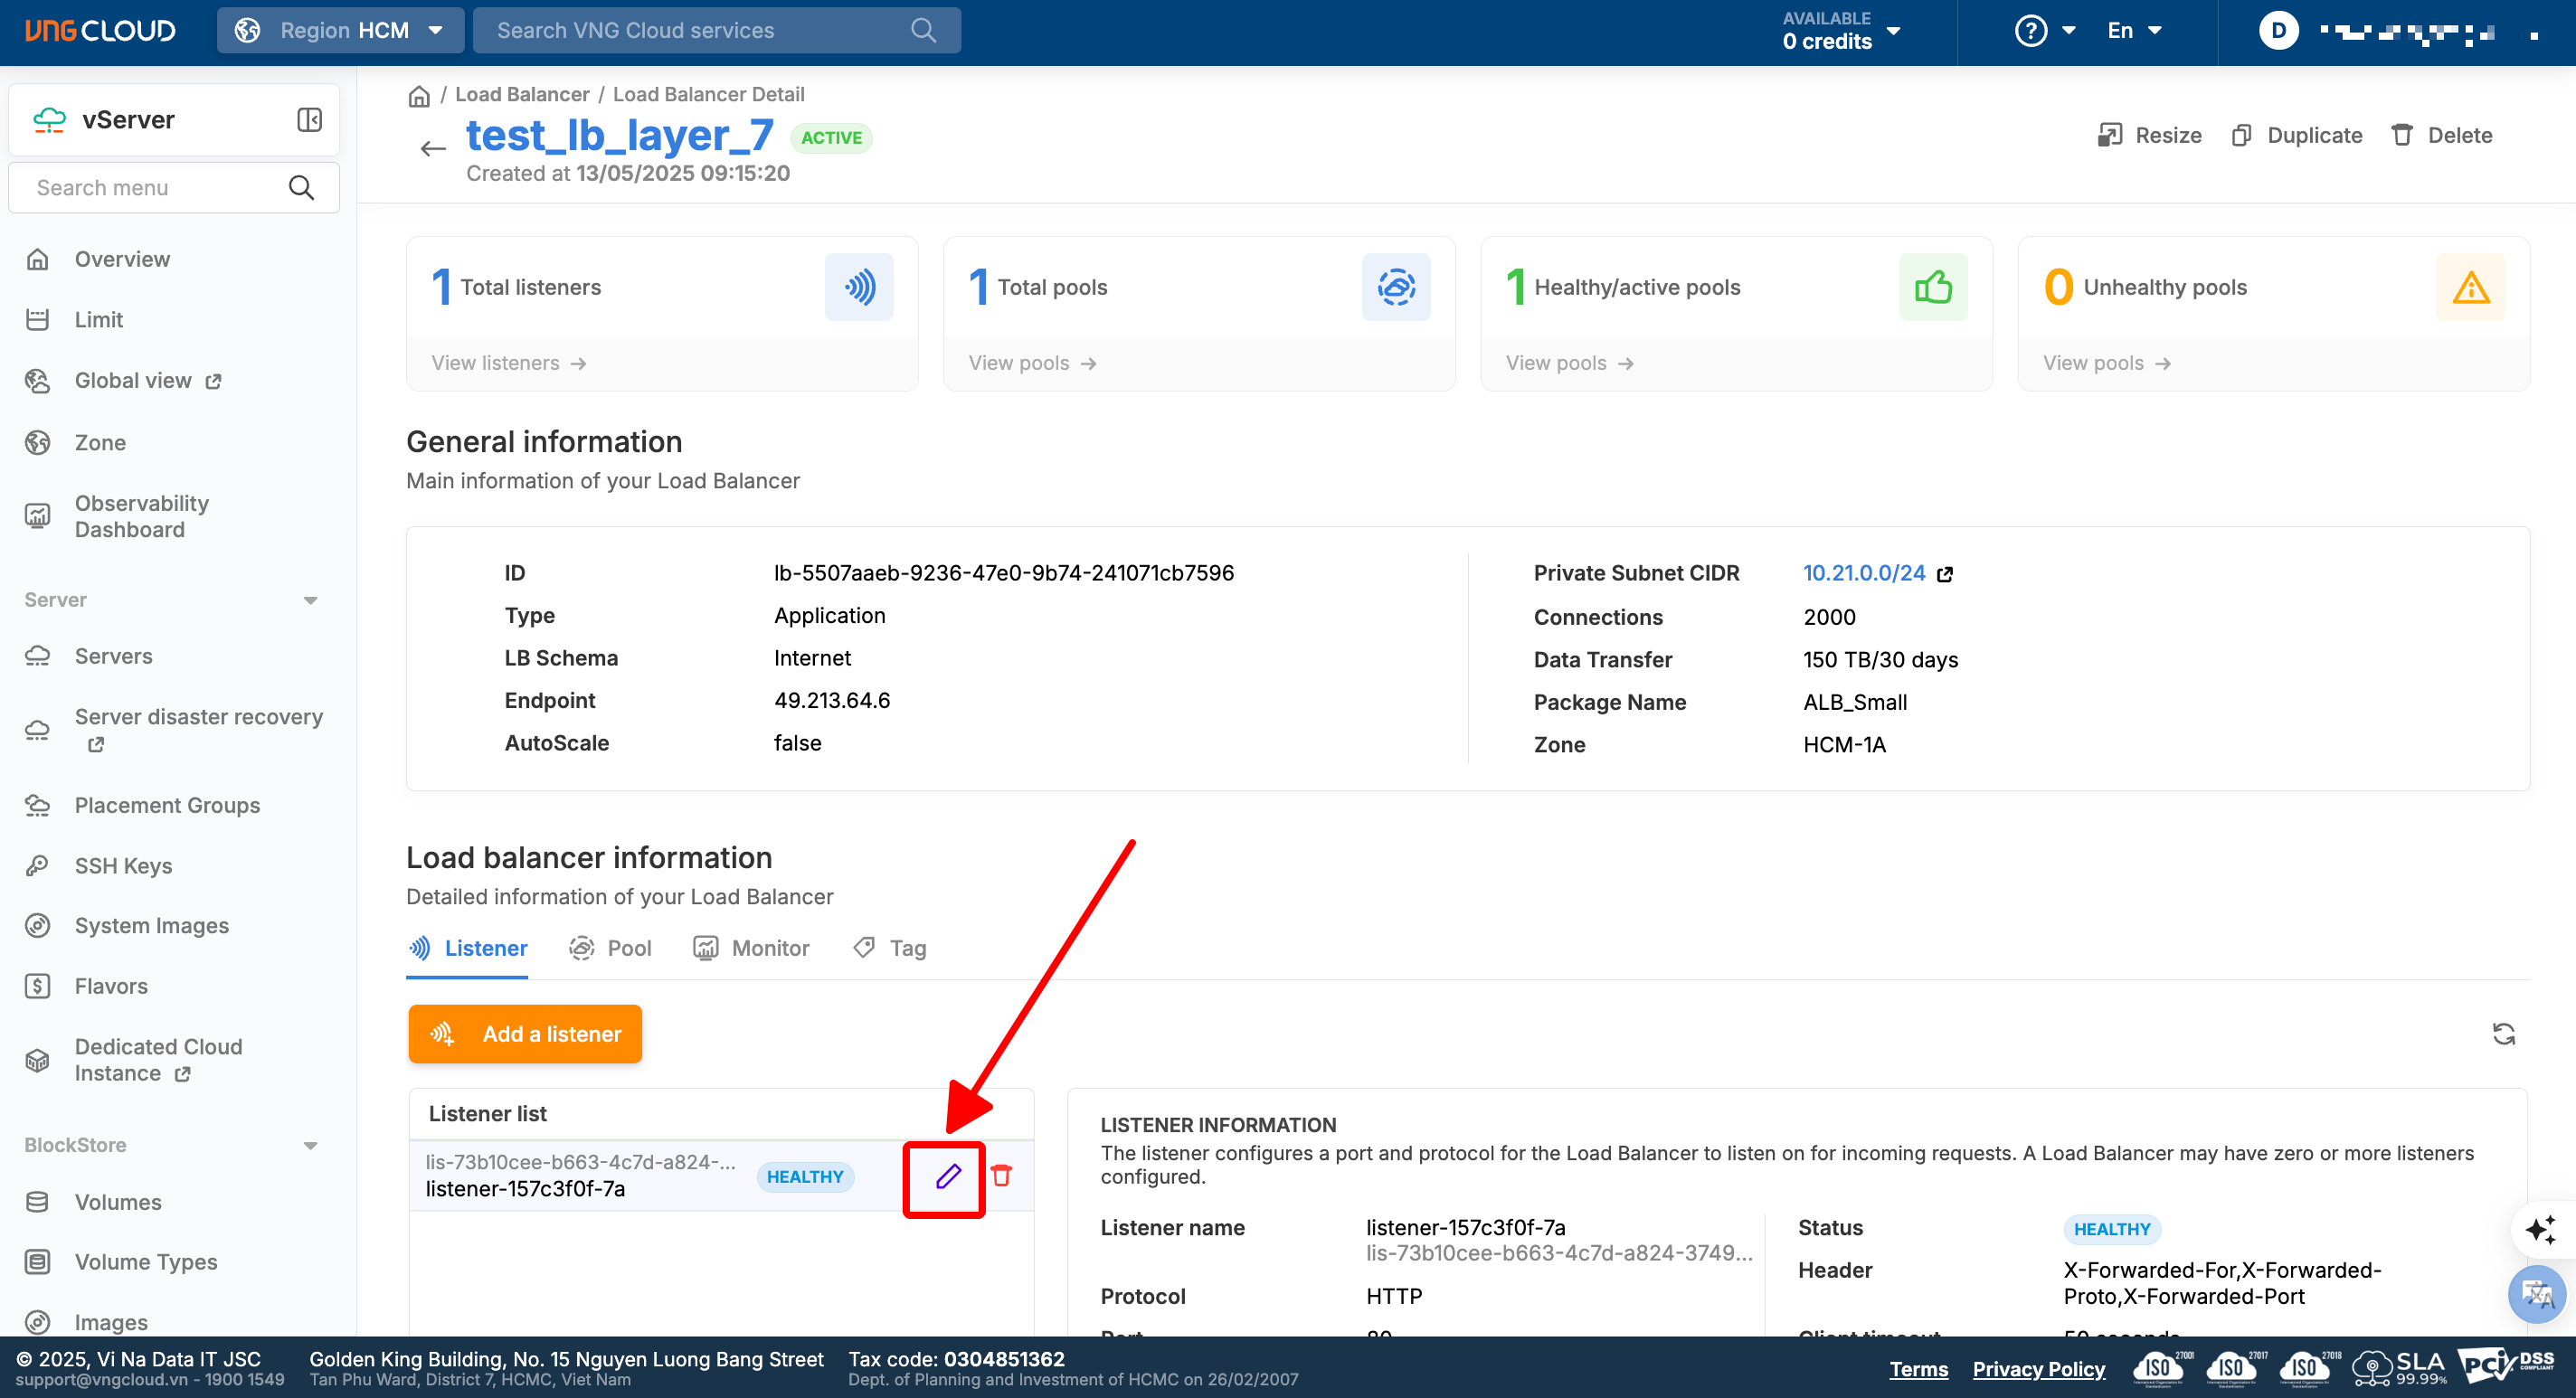 VNG CLOUD
Region HCM
Search VNG Cloud services
AVAILABLE
0 credits
?
En
D
vServer
Search menu
Overview
Limit
Global view
Zone
Observability
Dashboard
Server
Servers
Server disaster recovery
Placement Groups
SSH Keys
System Images
Flavors
Dedicated Cloud
Instance
BlockStore
Volumes
Volume Types
Images
/ Load Balancer / Load Balancer Detail
test_lb_layer_7 ACTIVE
Created at 13/05/2025 09:15:20
Resize
Duplicate
Delete
1 Total listeners
View listeners
1 Total pools
View pools
1 Healthy/active pools
View pools
0 Unhealthy pools
View pools
General information
Main information of your Load Balancer
ID lb-5507aaeb-9236-47e0-9b74-241071cb7596
Type Application
LB Schema Internet
Endpoint 49.213.64.6
AutoScale false
Private Subnet CIDR 10.21.0.0/24
Connections 2000
Data Transfer 150 TB/30 days
Package Name ALB_Small
Zone HCM-1A
Load balancer information
Detailed information of your Load Balancer
Listener
Pool
Monitor
Tag
Add a listener
Listener list
lis-73b10cee-b663-4c7d-a824-...
listener-157c3f0f-7a
HEALTHY
LISTENER INFORMATION
The listener configures a port and protocol for the Load Balancer to listen on for incoming requests. A Load Balancer may have zero or more listeners
configured.
Listener name listener-157c3f0f-7a
lis-73b10cee-b663-4c7d-a824-3749...
Protocol HTTP
Port 80
Status HEALTHY
Header X-Forwarded-For,X-Forwarded-
Proto,X-Forwarded-Port
Client timeout 50 seconds
© 2025, Vi Na Data IT JSC
support@vngcloud.vn - 1900 1549
Golden King Building, No. 15 Nguyen Luong Bang Street
Tan Phu Ward, District 7, HCMC, Viet Nam
Tax code: 0304851362
Dept. of Planning and Investment of HCMC on 26/02/2007
Terms
Privacy Policy
ISO 27001
ISO 27017
ISO 27018
SLA
99.99%
PCI DSS
COMPLIANT